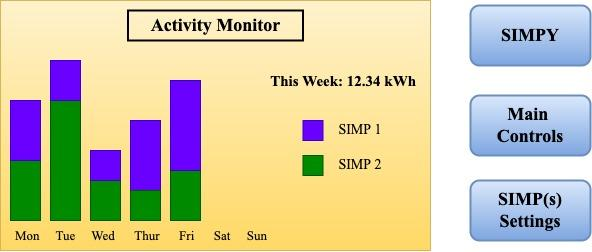 Activity Monitor
This Week: 12.34 kWh
SIMP 1
SIMP 2
Mon Tue Wed Thur Fri Sat Sun
SIMPY
Main
Controls
SIMP(s)
Settings